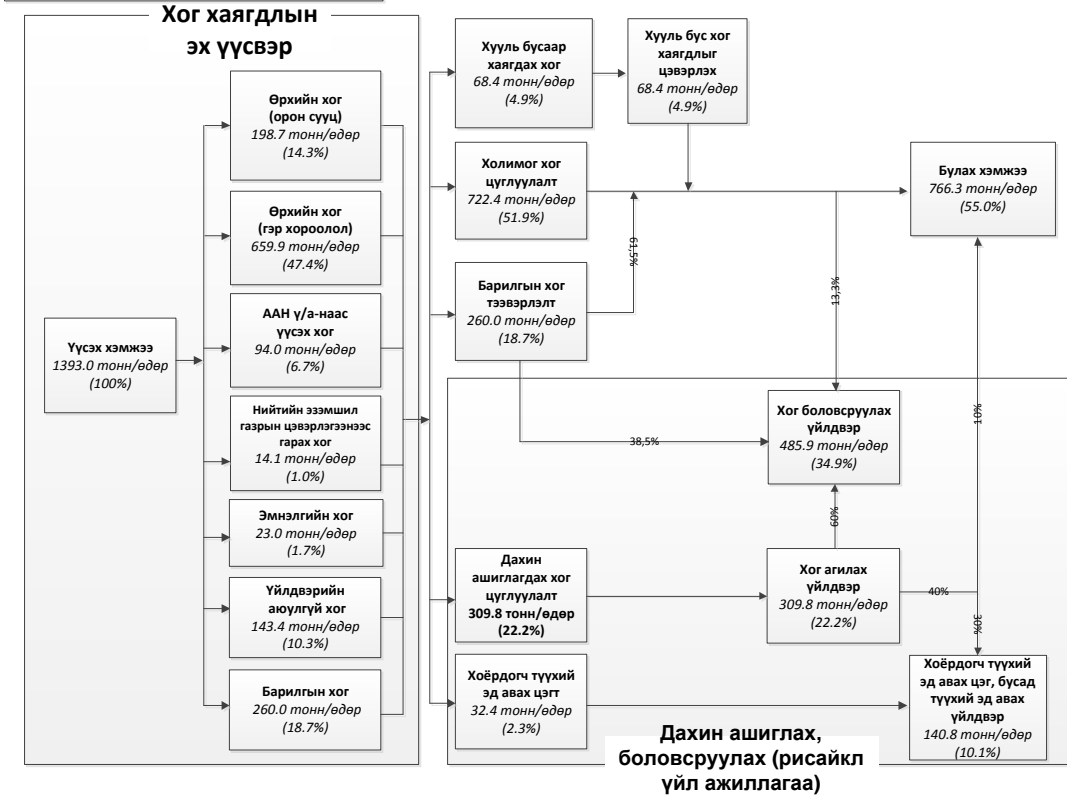 Хог хаягдлын
эх үүсвэр
Үүсэх хэмжээ
1393.0 тонн/өдөр
(100%)
Өрхийн хог
(орон сууц)
198.7 тонн/өдөр
(14.3%)
Өрхийн хог
(гэр хороолол)
659.9 тонн/өдөр
(47.4%)
ААН ү/а-наас
үүсэх хог
94.0 тонн/өдөр
(6.7%)
Нийтийн эзэмшил
газрын цэвэрлэгээнээс
гарах хог
14.1 тонн/өдөр
(1.0%)
Эмнэлгийн хог
23.0 тонн/өдөр
(1.7%)
Үйлдвэрийн
аюулгүй хог
143.4 тонн/өдөр
(10.3%)
Барилгын хог
260.0 тонн/өдөр
(18.7%)
Хууль бусаар
хаягдах хог
68.4 тонн/өдөр
(4.9%)
Хууль бус хог
хаягдлыг
цэвэрлэх
68.4 тонн/өдөр
(4.9%)
Холимог хог
цуглуулалт
722.4 тонн/өдөр
(51.9%)
Булах хэмжээ
766.3 тонн/өдөр
(55.0%)
61,5%
13,3%
Барилгын хог
тээвэрлэлт
260.0 тонн/өдөр
(18.7%)
38,5%
Хог боловсруулах
үйлдвэр
485.9 тонн/өдөр
(34.9%)
10%
60%
Дахин
ашиглагдах хог
цуглуулалт
309.8 тонн/өдөр
(22.2%)
Хог агилах
үйлдвэр
309.8 тонн/өдөр
(22.2%)
40%
30%
Хоёрдогч түүхий
эд авах цэгт
32.4 тонн/өдөр
(2.3%)
Хоёрдогч түүхий
эд авах цэг, бусад
түүхий эд авах
үйлдвэр
140.8 тонн/өдөр
(10.1%)
Дахин ашиглах,
боловсруулах (рисайкл
үйл ажиллагаа)